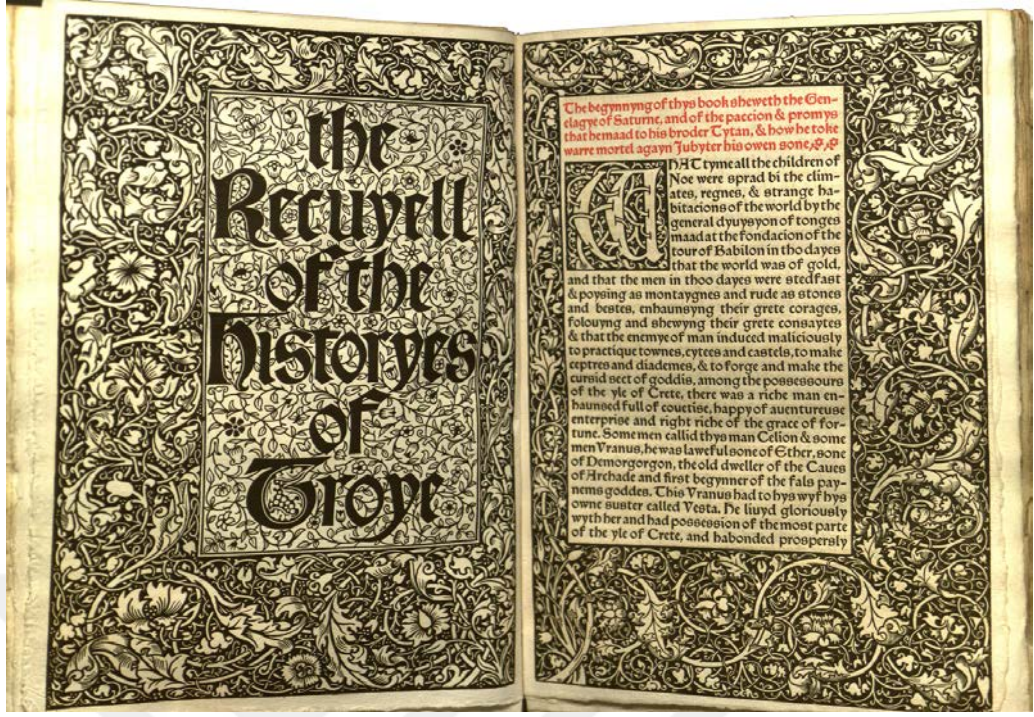 the
Recuyell
of the
Historyes
of
Troye
The begynnyng of thys book sheweth the Gen-
elagye of Saturne, and of the paccion & promys
that he maad to his broder Tytan, & how he toke
warre mortel agayn Jubyter his owen sone,
WHAT tyme all the children of
Noe were sprad bi the clim-
ates, regnes, & strange ha-
bitacions of the world by the
general dyuysyon of tonges
maad at the fondacion of the
tour of Babilon in tho dayes
that the world was of gold,
and that the men in thoo dayes were stedfast
& poysing as montaygnes and rude as stones
and bestes, enhaunsyng their grete corages,
folouyng and shewyng their grete consaytes
& that the enemye of man induced maliciously
to practique townes, cytees and castels, to make
ceptres and diademes, & to forge and make the
cursid sect of goddis, among the possessours
of the yle of Crete, there was a riche man en-
haunsed full of couetise, happy of auentureuse
enterprise and right riche of the grace of for-
tune. Some men callid thys man Celion & some
men Vranus, he was laweful sone of Ether, sone
of Demorgorgon, the old dweller of the Caues
of Archade and first begynner of the fals pay-
nems goddes. This Vranus had to hys wyf hys
owne suster called Vesta. He liuyd gloriously
wyth her and had possession of the most parte
of the yle of Crete, and habonded prospersly